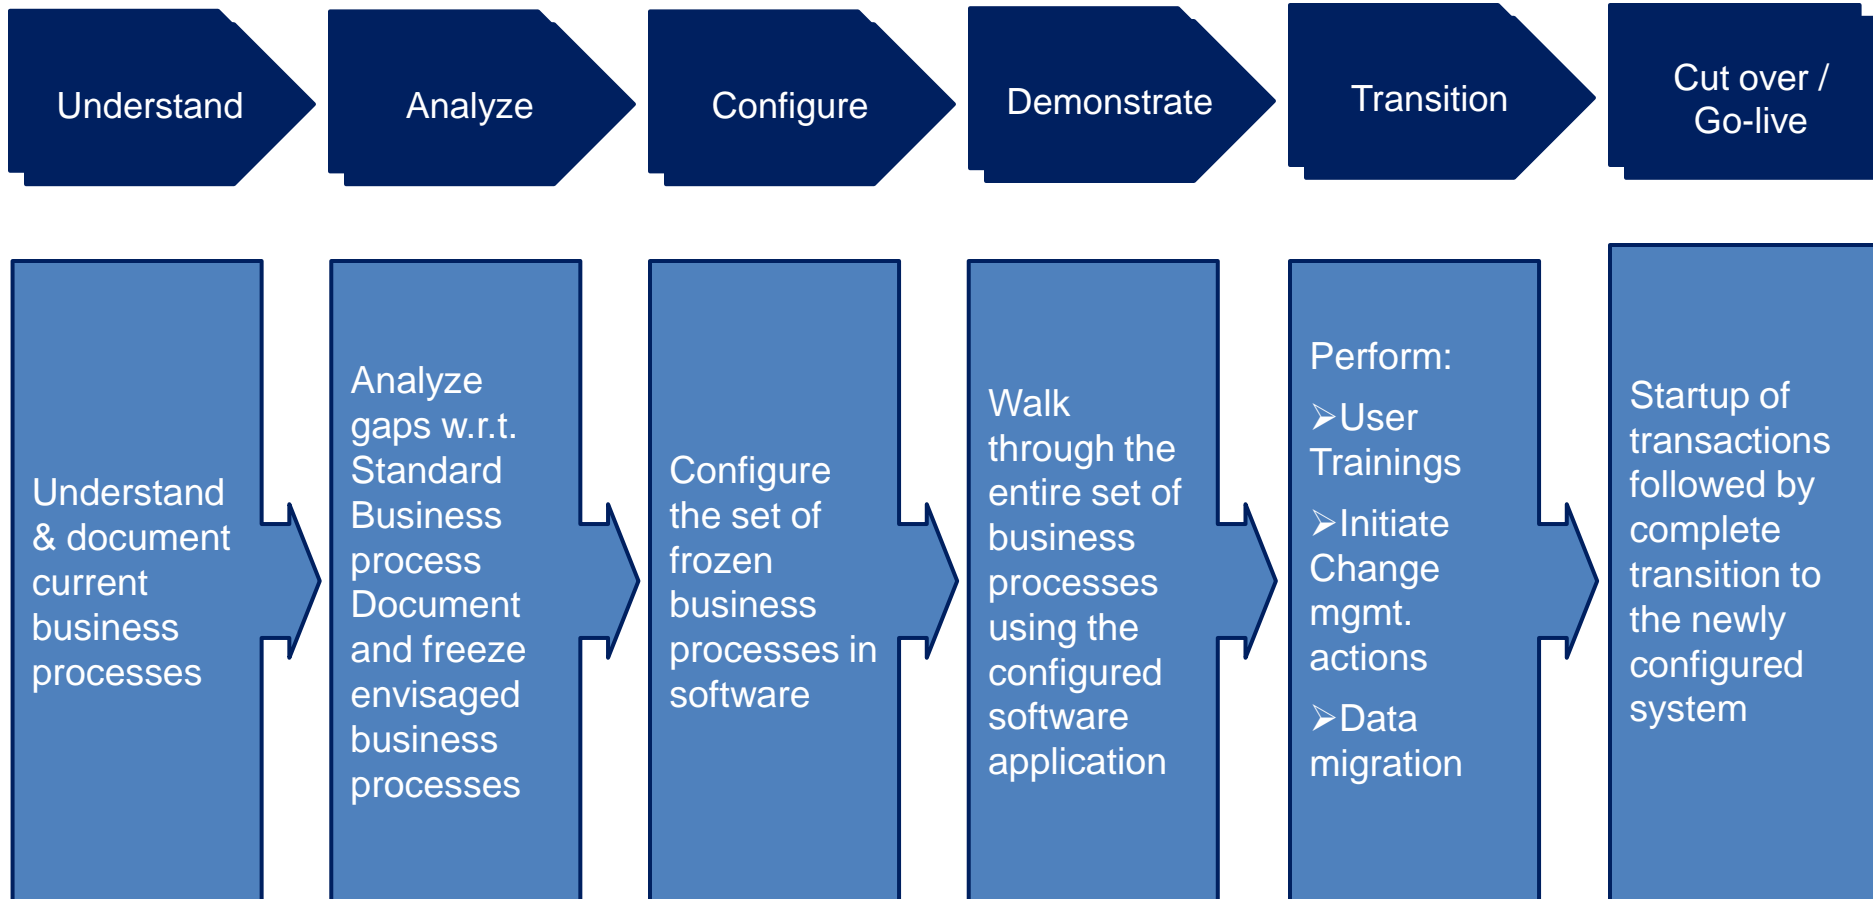 Understand
Analyze
Configure
Demonstrate
Transition
Cut over /
Go-live
Understand
& document
current
business
processes
Analyze
gaps w.r.t.
Standard
Business
process
Document
and freeze
envisaged
business
processes
Configure
the set of
frozen
business
processes in
software
Walk
through the
entire set of
business
processes
using the
configured
software
application
Perform:
➢User
Trainings
➢Initiate
Change
mgmt.
actions
➢Data
migration
Startup of
transactions
followed by
complete
transition to
the newly
configured
system